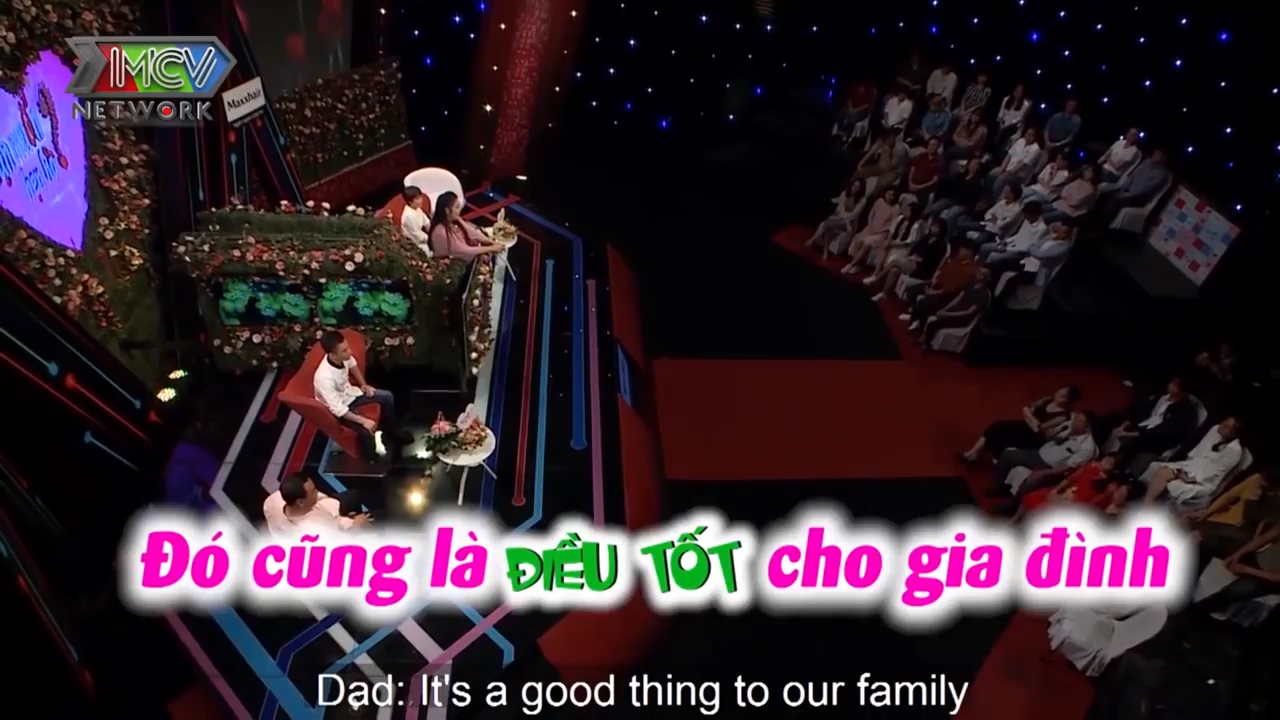 MCV
NETWORK
Maxxhair
Đó cũng là ĐIỀU TỐT cho gia đình
Dad: It's a good thing to our family